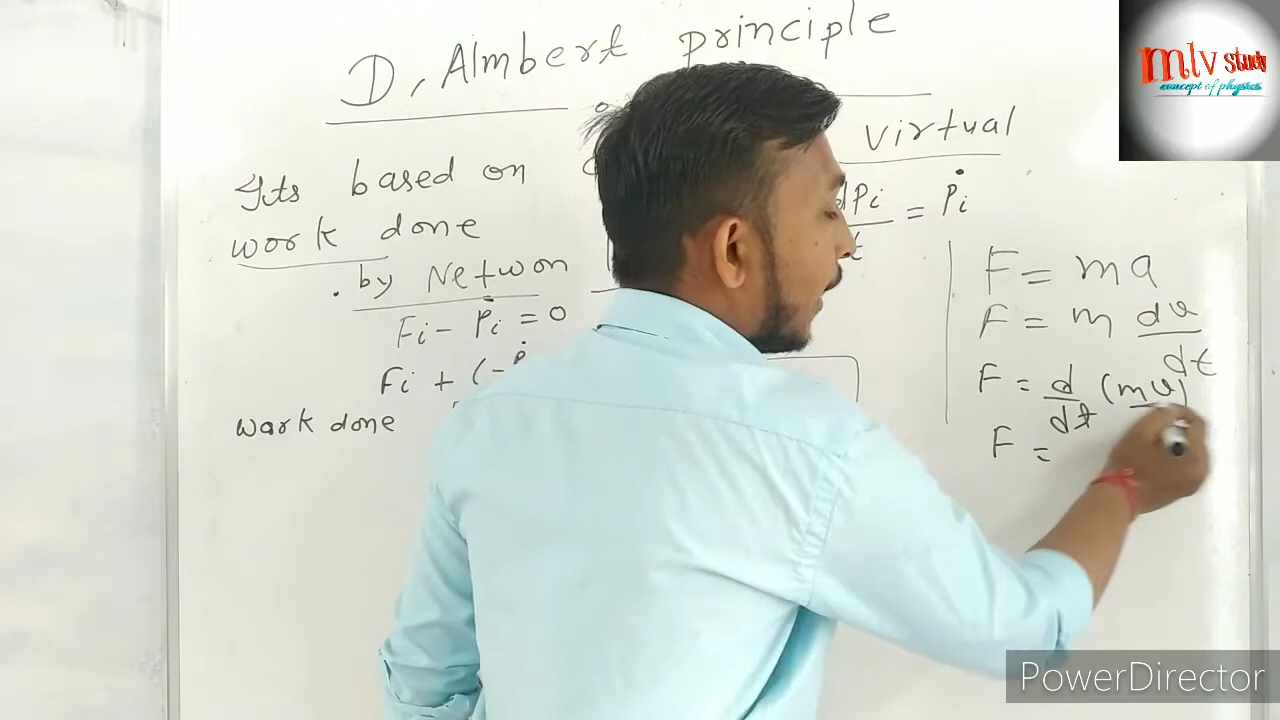 D, Almbert principle
Its based on
Virtual
work done
dPi/t = Ṗi
by Netwon
Fi - Ṗi = 0
Fi + (-
work done
F = ma
F = m dv/dt
F = d/dt (mv)
F =
mlv study
concept of physics
PowerDirector